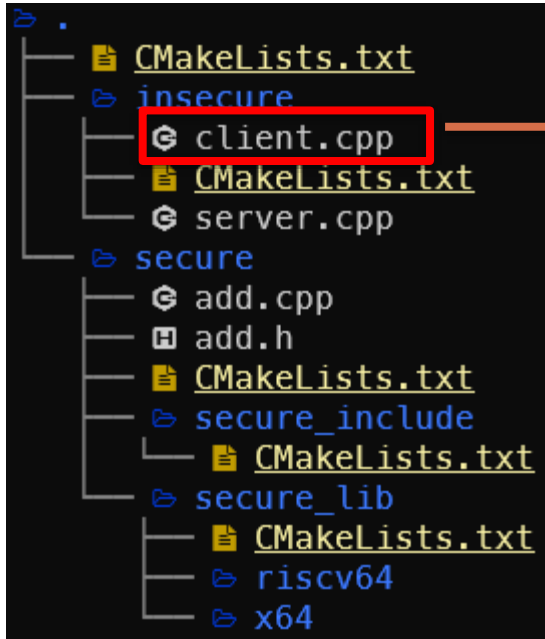 .
CMakeLists.txt
insecure
client.cpp
CMakeLists.txt
server.cpp
secure
add.cpp
add.h
CMakeLists.txt
secure_include
CMakeLists.txt
secure_lib
CMakeLists.txt
riscv64
x64